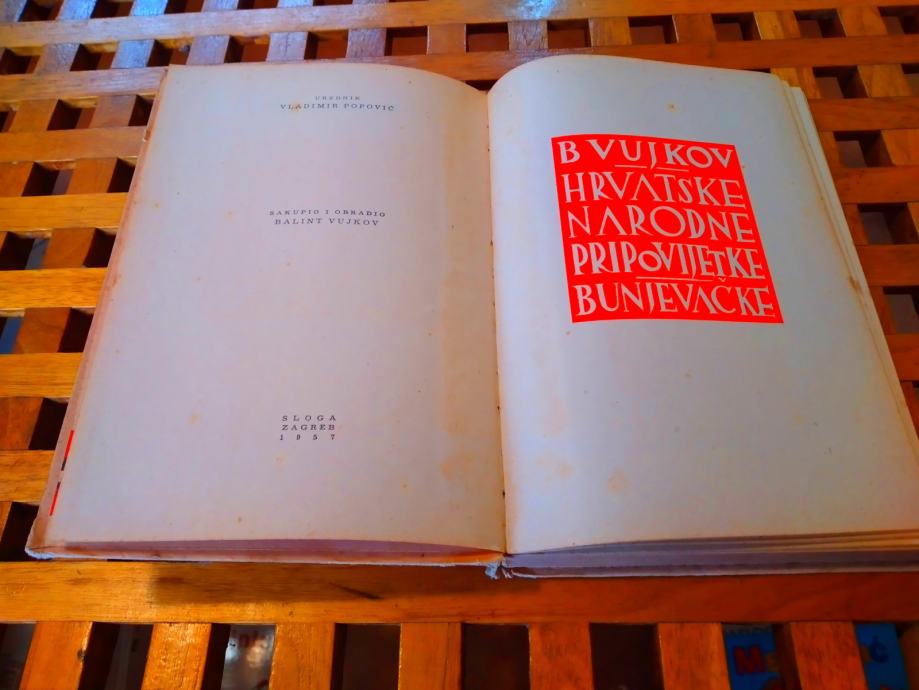 UREDNIK
VLADIMIR POPOVIĆ
SAKUPIO I OBRADIO
BALINT VUJKOV
SLOGA
ZAGREB
1957
B VUJKOV
HRVATSKE
NARODNE
PRIPOVIJETKE
BUNJEVAČKE